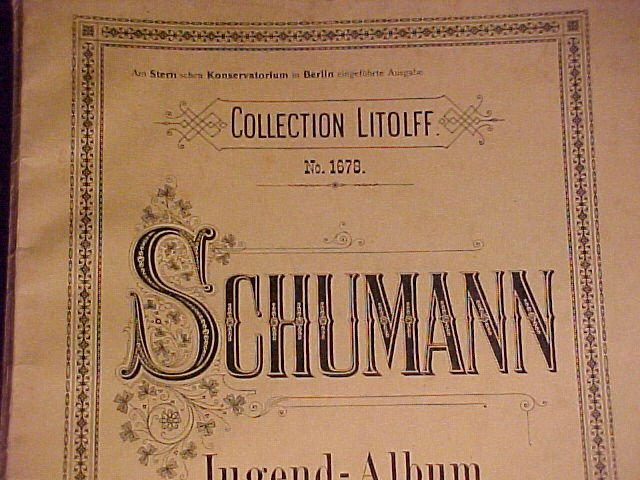 Am Stern'schen Konservatorium in Berlin eingeführte Ausgabe
COLLECTION LITOLFF.
No. 1678.
SCHUMANN
Jugend-Album